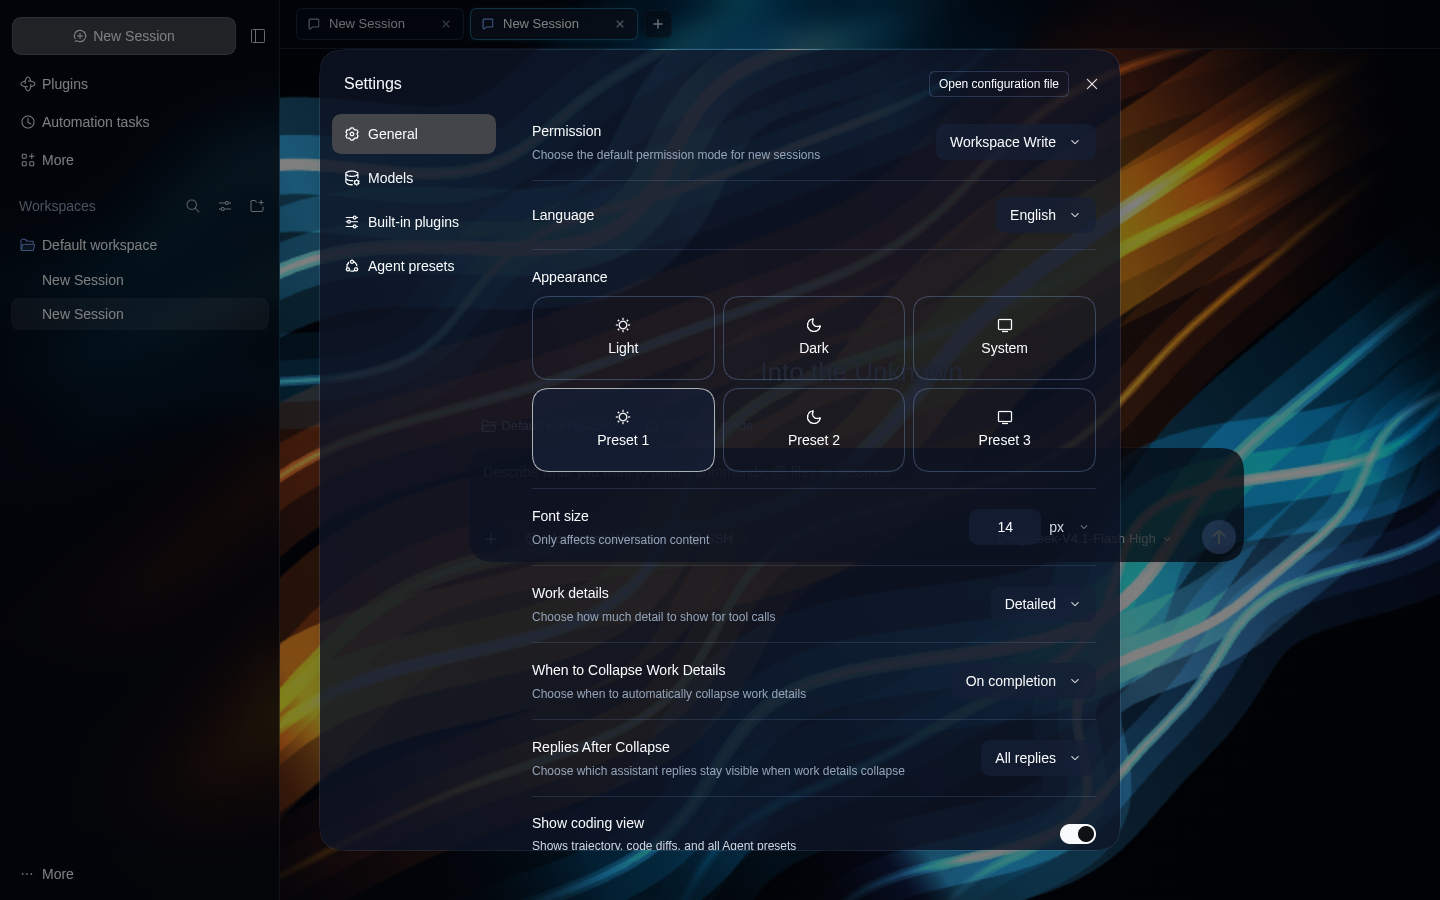 New Session
Plugins
Automation tasks
More
Workspaces
Default workspace
New Session
New Session
More
New Session
New Session
Settings
Open configuration file
General
Models
Built-in plugins
Agent presets
Permission
Choose the default permission mode for new sessions
Workspace Write
Language
English
Appearance
Light
Dark
System
Into the Unknown
Preset 1
Preset 2
Preset 3
Font size
Only affects conversation content
14
px
High
Work details
Choose how much detail to show for tool calls
Detailed
When to Collapse Work Details
Choose when to automatically collapse work details
On completion
Replies After Collapse
Choose which assistant replies stay visible when work details collapse
All replies
Show coding view
Shows trajectory, code diffs, and all Agent presets